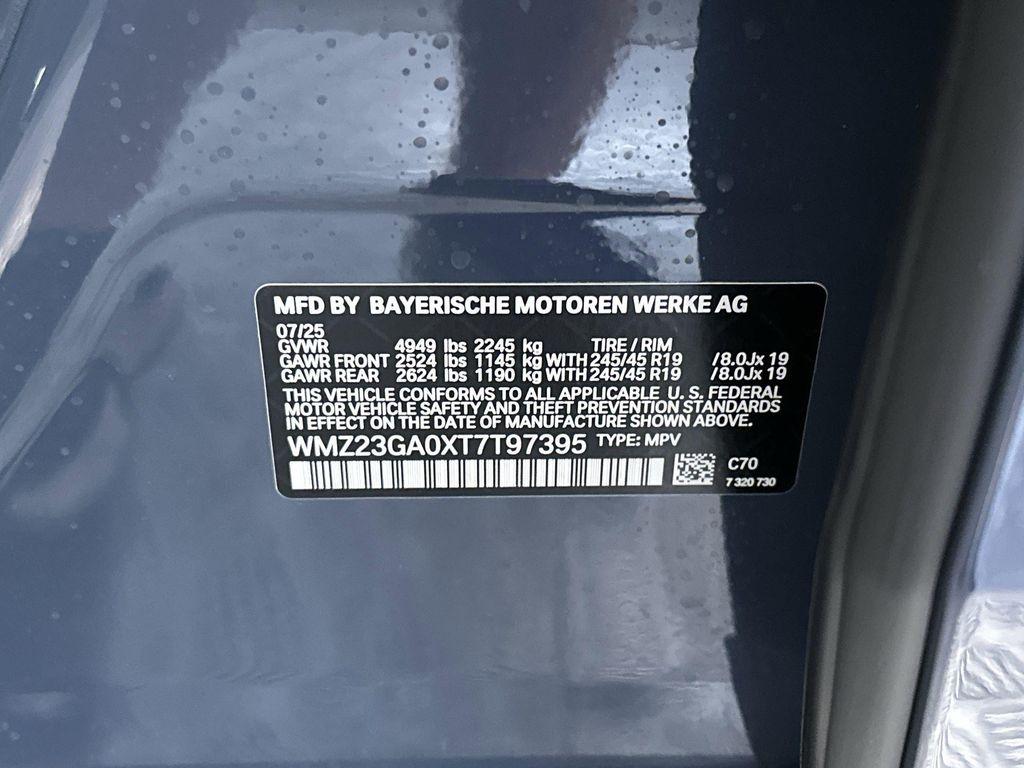 MFD BY BAYERISCHE MOTOREN WERKE AG
07/25
GVWR 4949 lbs 2245 kg TIRE / RIM
GAWR FRONT 2524 lbs 1145 kg WITH 245/45 R19 /8.0Jx 19
GAWR REAR 2624 lbs 1190 kg WITH 245/45 R19 /8.0Jx 19
THIS VEHICLE CONFORMS TO ALL APPLICABLE U. S. FEDERAL
MOTOR VEHICLE SAFETY AND THEFT PREVENTION STANDARDS
IN EFFECT ON THE DATE OF MANUFACTURE SHOWN ABOVE.
WMZ23GA0XT7T97395 TYPE: MPV
C70
7 320 730